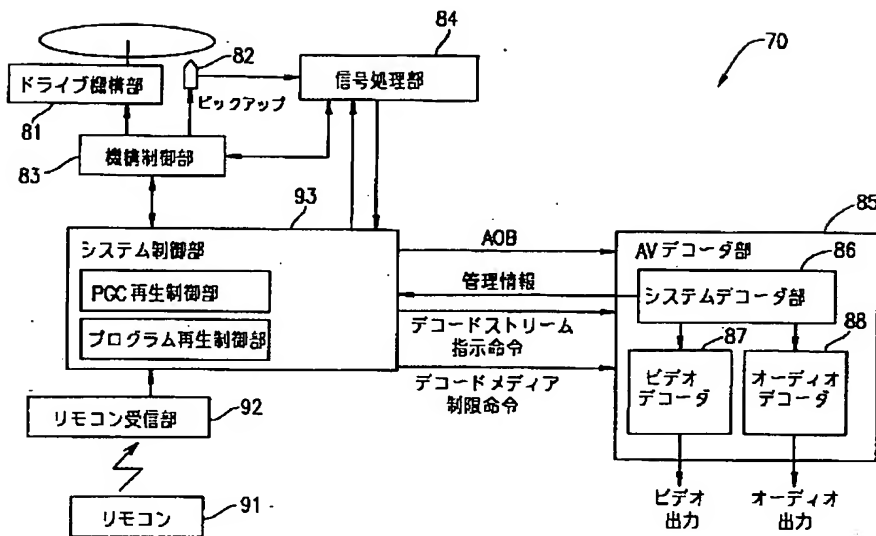 84
70
82
ドライブ機構部
信号処理部
ピックアップ
81
機構制御部
83
93
85
システム制御部
AOB
AVデコーダ部
86
管理情報
システムデコーダ部
PGC再生制御部
デコードストリーム
指示命令
87
88
プログラム再生制御部
デコードメディア
制限命令
ビデオ
デコーダ
オーディオ
デコーダ
リモコン受信部
92
リモコン
91
ビデオ
出力
オーディオ
出力